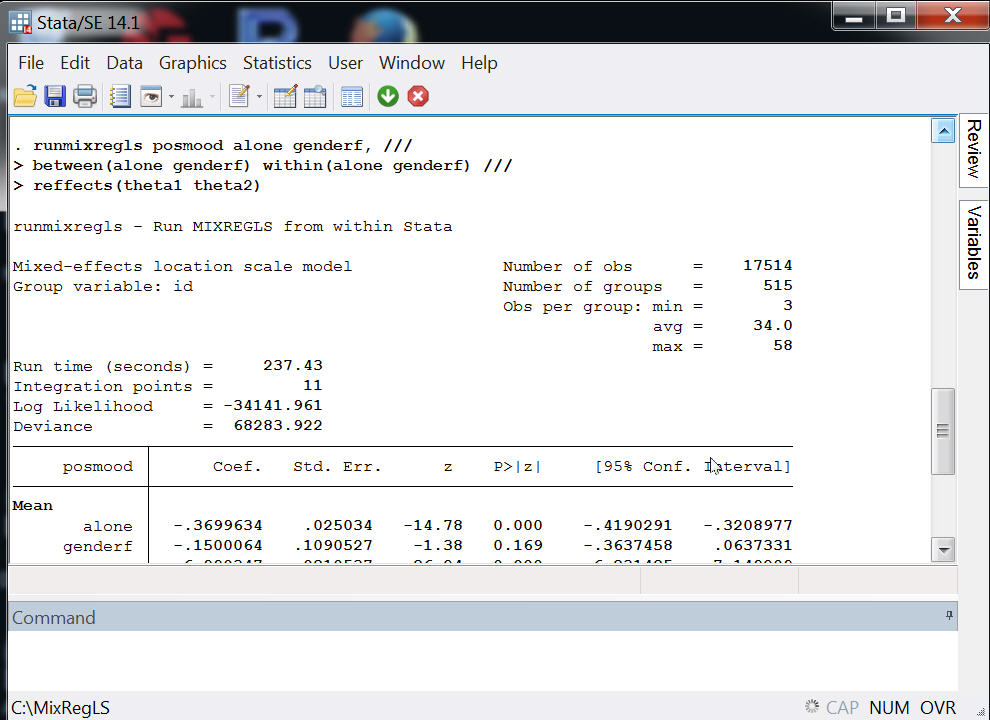 Stata/SE 14.1
File Edit Data Graphics Statistics User Window Help
. runmixregls posmood alone genderf, ///
> between(alone genderf) within(alone genderf) ///
> reffects(theta1 theta2)
runmixregls - Run MIXREGLS from within Stata
Mixed-effects location scale model Number of obs = 17514
Group variable: id Number of groups = 515
Obs per group: min = 3
avg = 34.0
max = 58
Run time (seconds) = 237.43
Integration points = 11
Log Likelihood = -34141.961
Deviance = 68283.922
posmood Coef. Std. Err. z P>|z| [95% Conf. Interval]
Mean
alone -.3699634 .025034 -14.78 0.000 -.4190291 -.3208977
genderf -.1500064 .1090527 -1.38 0.169 -.3637458 .0637331
Review
Variables
Command
C:\MixRegLS CAP NUM OVR